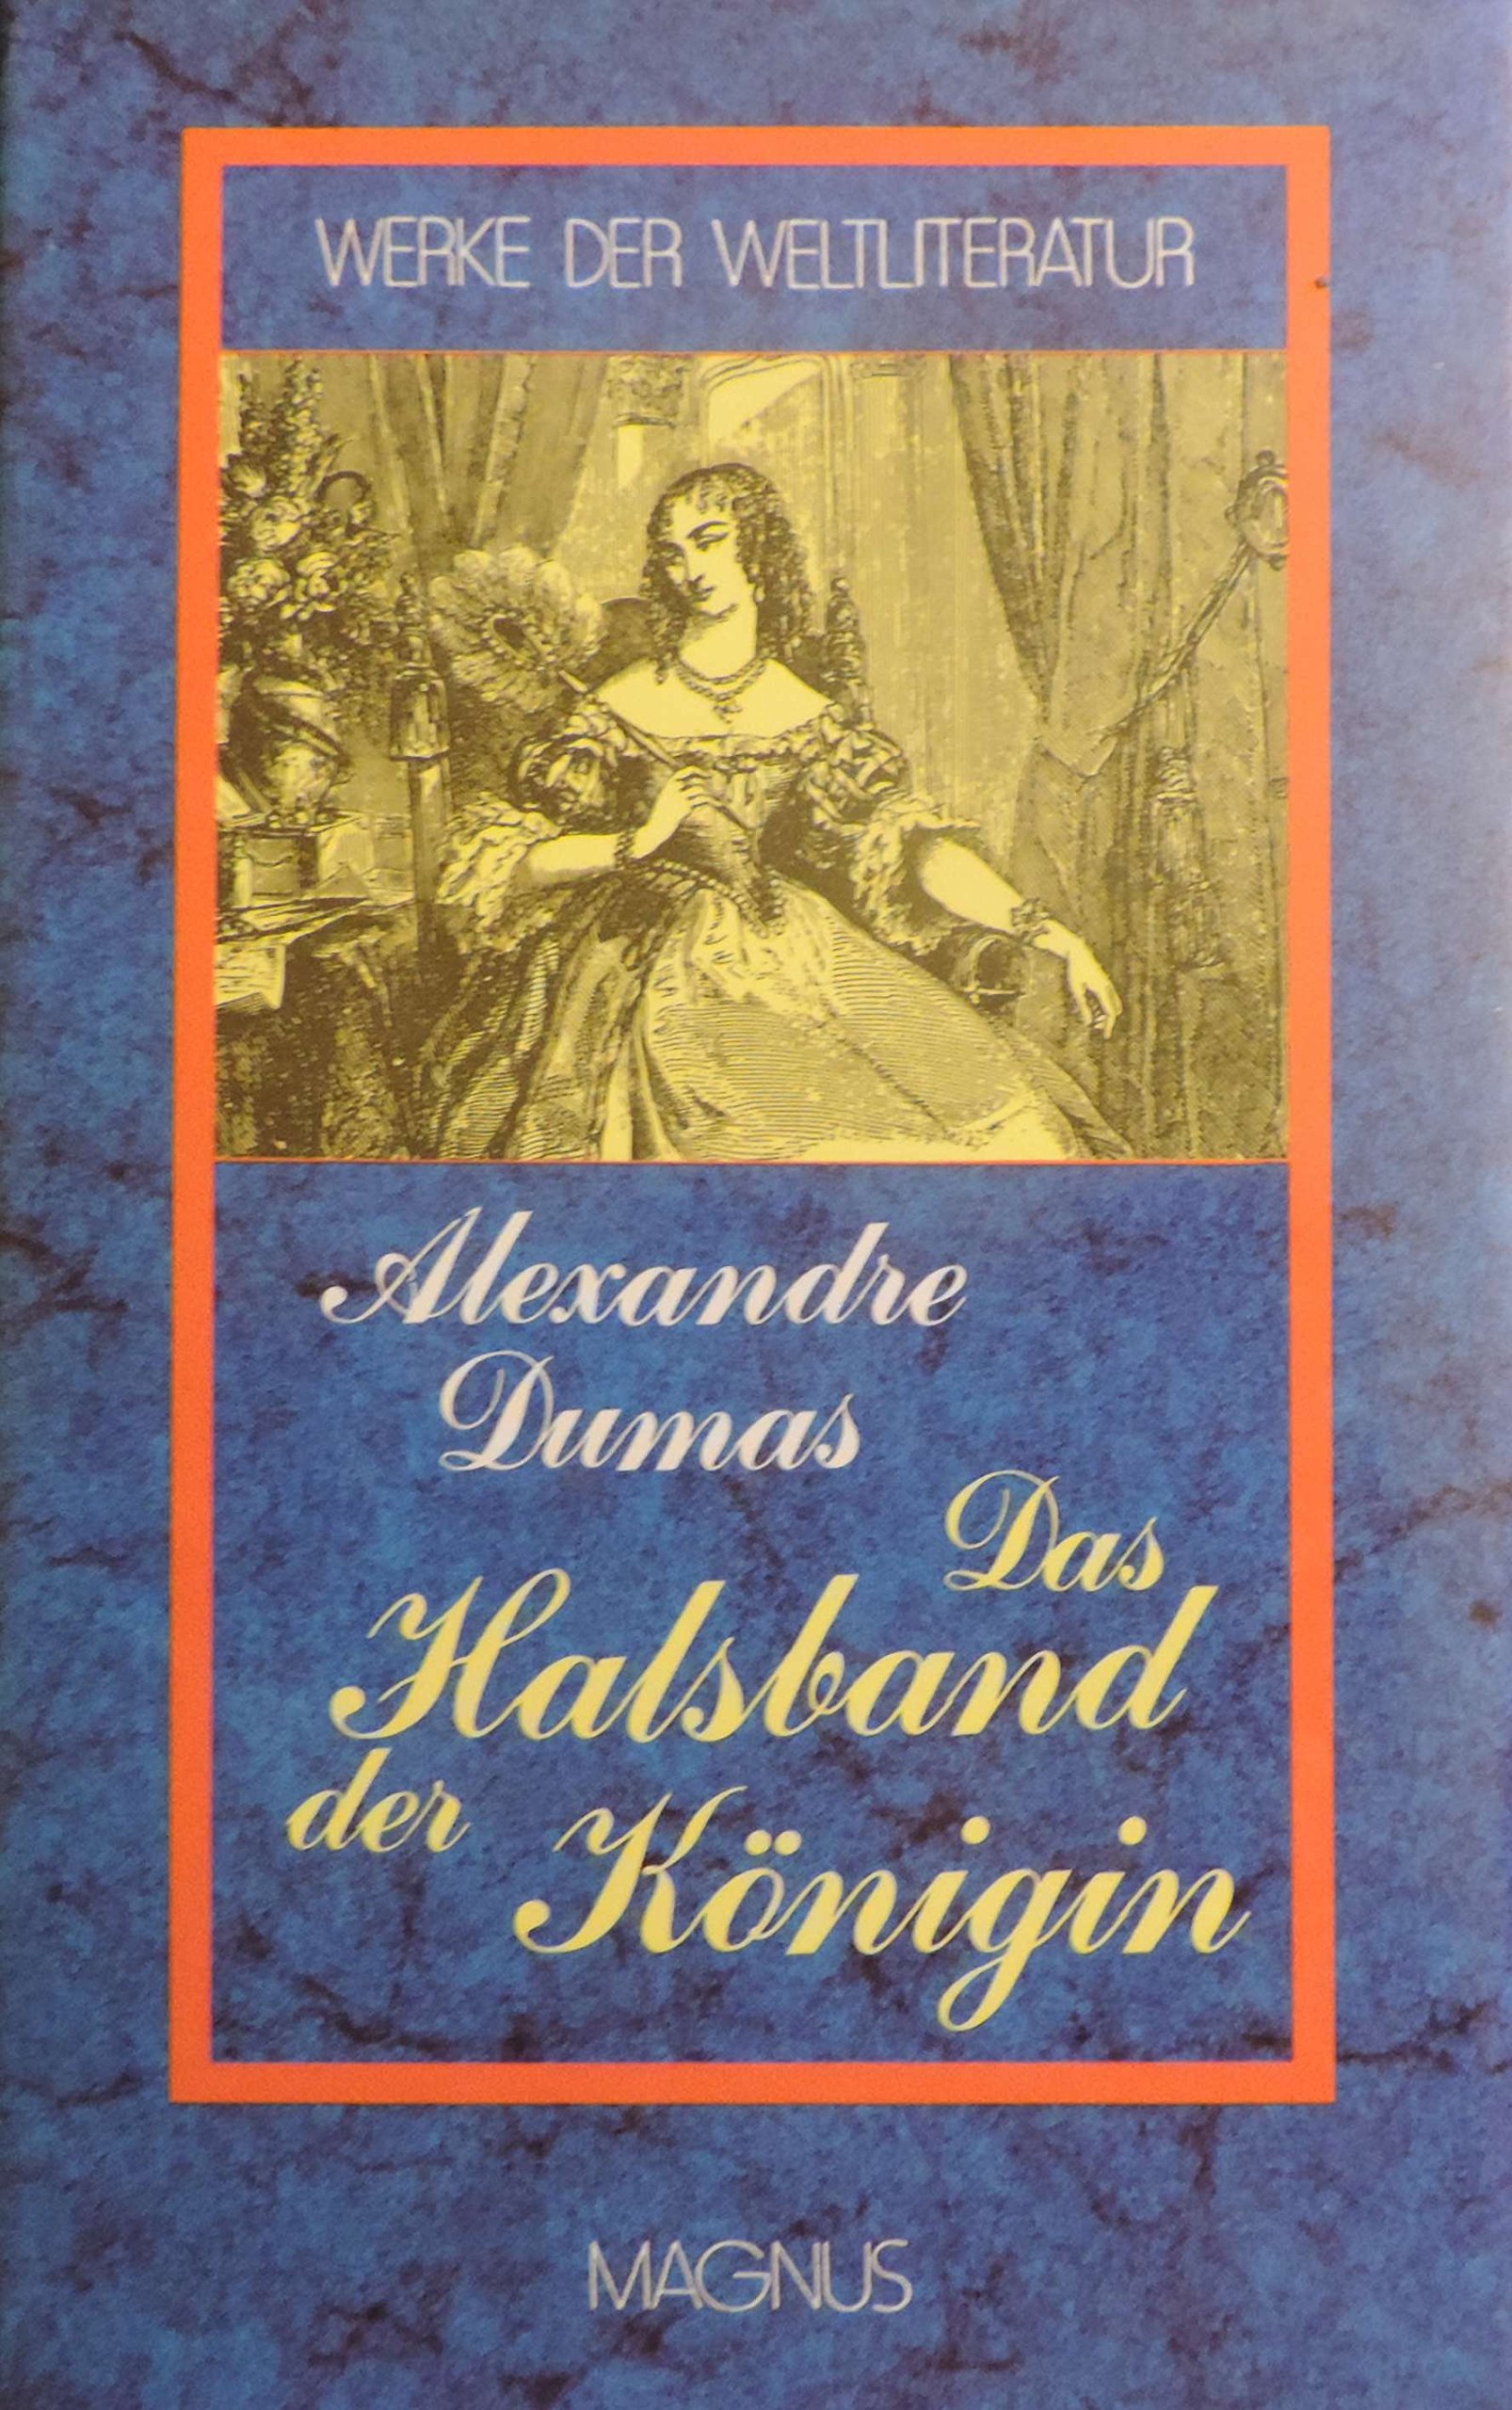 WERKE DER WELTLITERATUR
Alexandre
Dumas
Das
Halsband
der Königin
MAGNUS